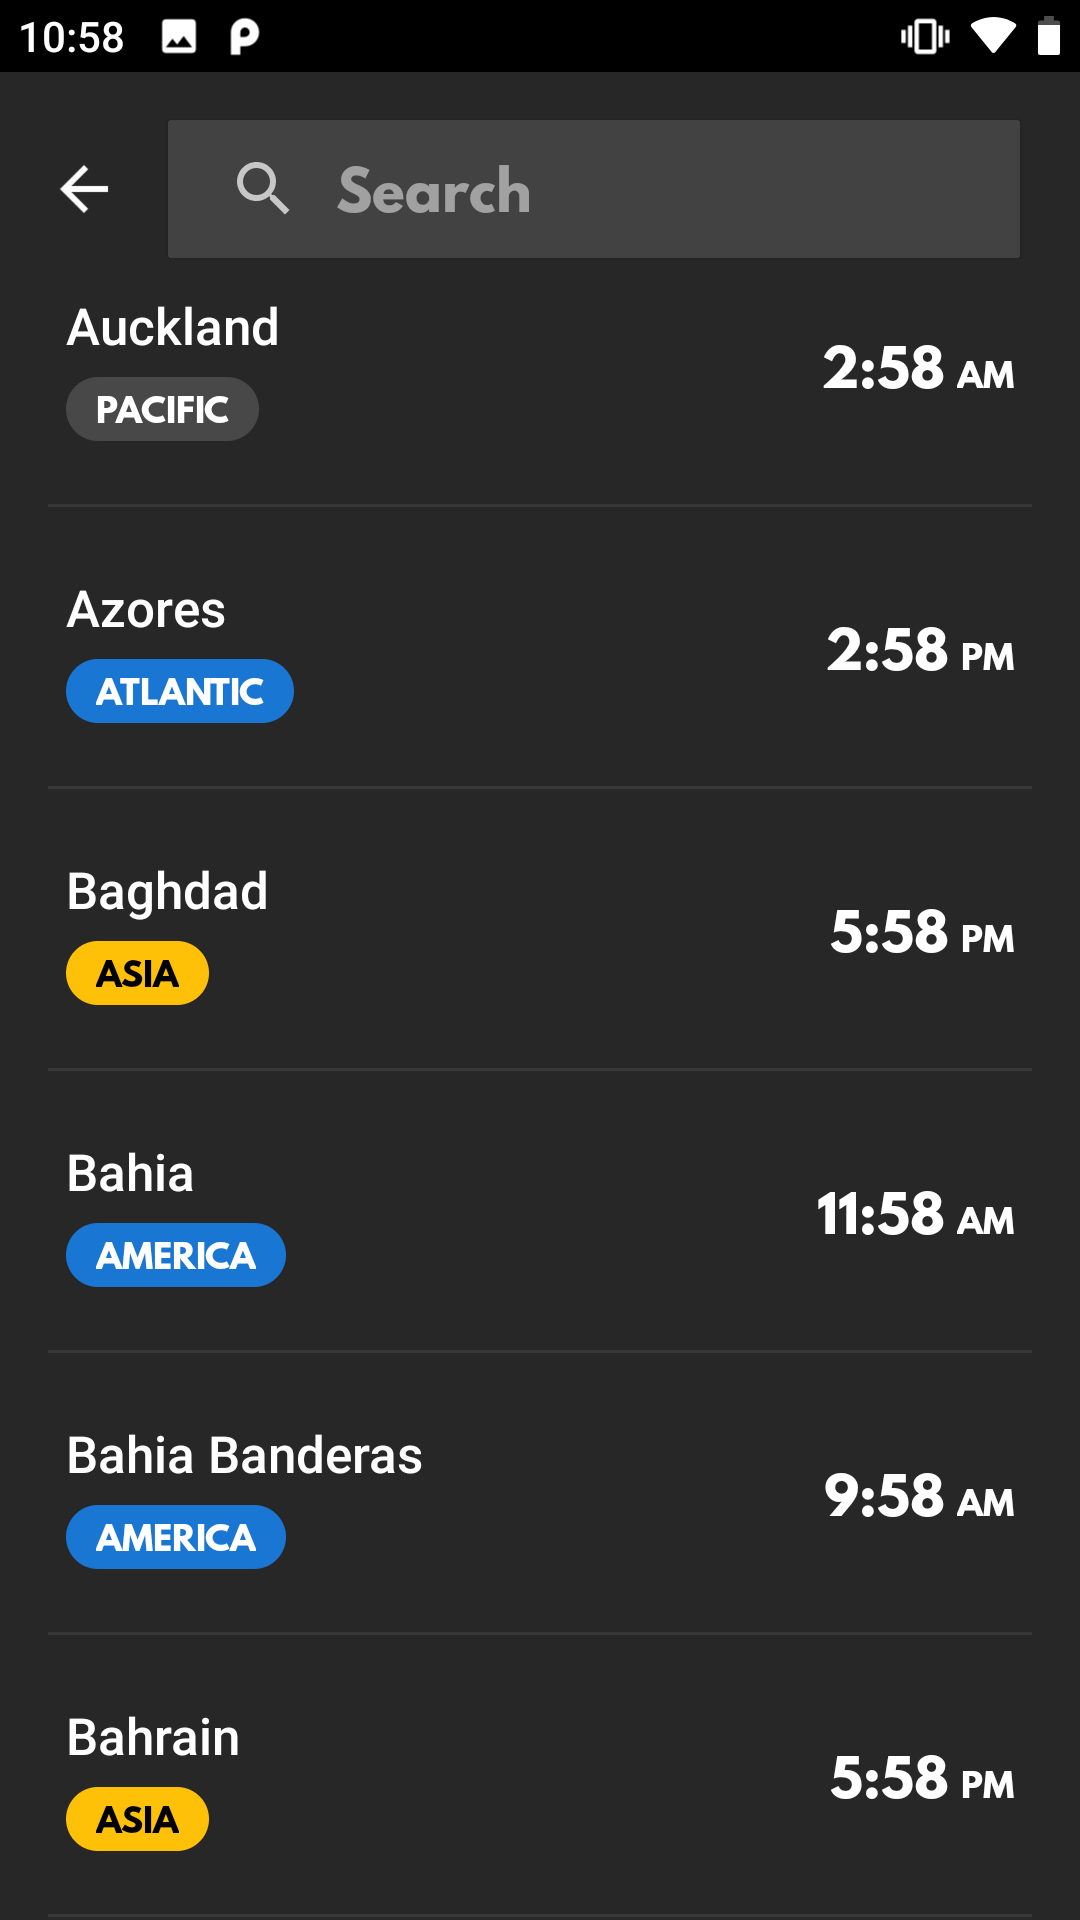 10:58
Search
Auckland
2:58 AM
PACIFIC
Azores
2:58 PM
ATLANTIC
Baghdad
5:58 PM
ASIA
Bahia
11:58 AM
AMERICA
Bahia Banderas
9:58 AM
AMERICA
Bahrain
5:58 PM
ASIA